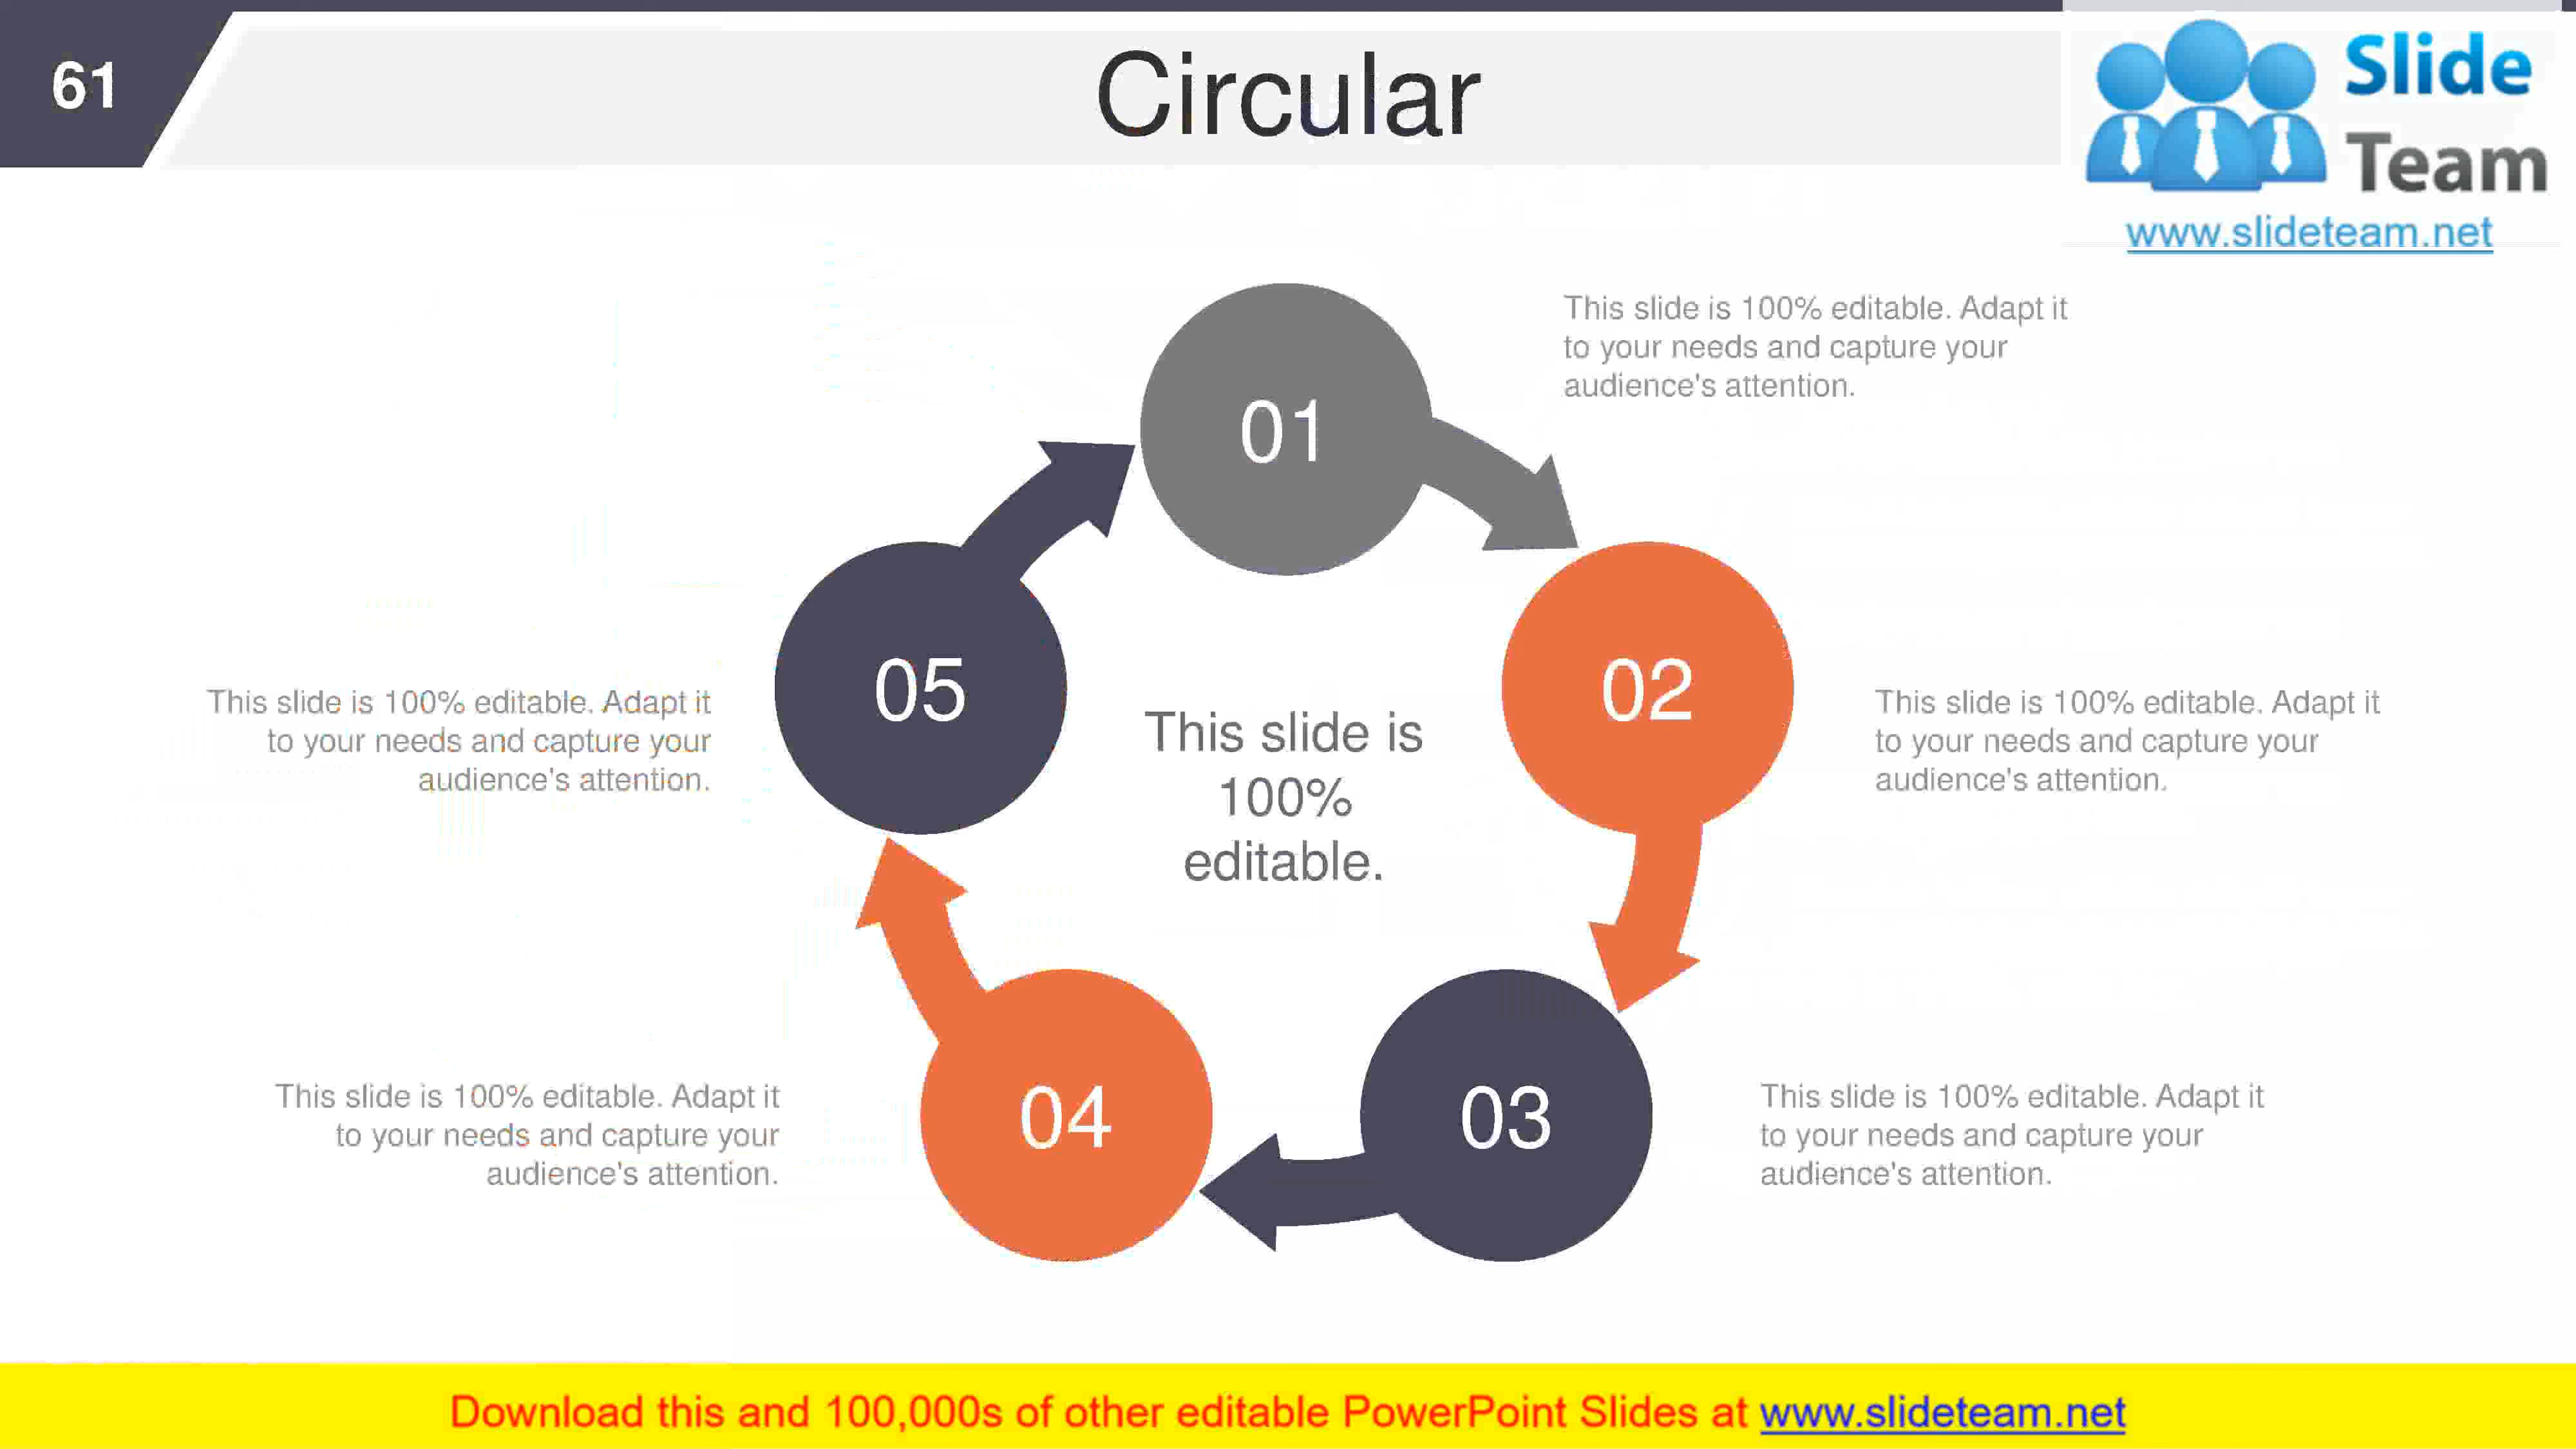 61
Circular
Slide
Team
www.slideteam.net
01
This slide is 100% editable. Adapt it
to your needs and capture your
audience's attention.
02
This slide is 100% editable. Adapt it
to your needs and capture your
audience's attention.
03
This slide is 100% editable. Adapt it
to your needs and capture your
audience's attention.
04
This slide is 100% editable. Adapt it
to your needs and capture your
audience's attention.
05
This slide is 100% editable. Adapt it
to your needs and capture your
audience's attention.
This slide is
100%
editable.
Download this and 100,000s of other editable PowerPoint Slides at www.slideteam.net